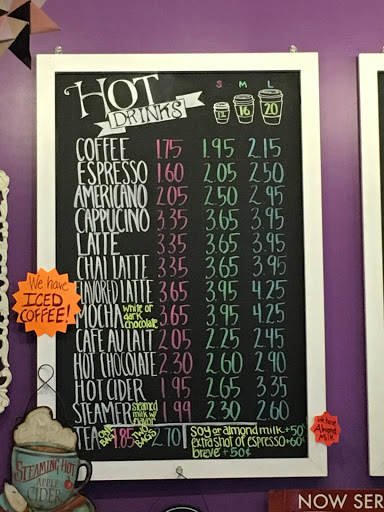 HOT
DRINKS
S M L
12 16 20
COFFEE 1.75 1.95 2.15
ESPRESSO 1.60 2.05 2.50
AMERICANO 2.05 2.50 2.95
CAPPUCINO 3.35 3.65 3.95
LATTE 3.35 3.65 3.95
CHAI LATTE 3.35 3.65 3.95
FLAVORED LATTE 3.65 3.95 4.25
MOCHA white or dark chocolate 3.65 3.95 4.25
CAFE AU LAIT 2.05 2.25 2.45
HOT CHOCOLATE 2.30 2.60 2.90
HOT CIDER 1.95 2.65 3.35
STEAMER steamed milk w/ flavor 1.99 2.30 2.60
TEA ONE BAG 1.85 TWO BAGS 2.70
soy or almond milk +50¢
extra shot of espresso +60¢
breve +50¢
We have
ICED
COFFEE!
We have
Almond
Milk
STEAMING HOT
APPLE
CIDER
NOW SER